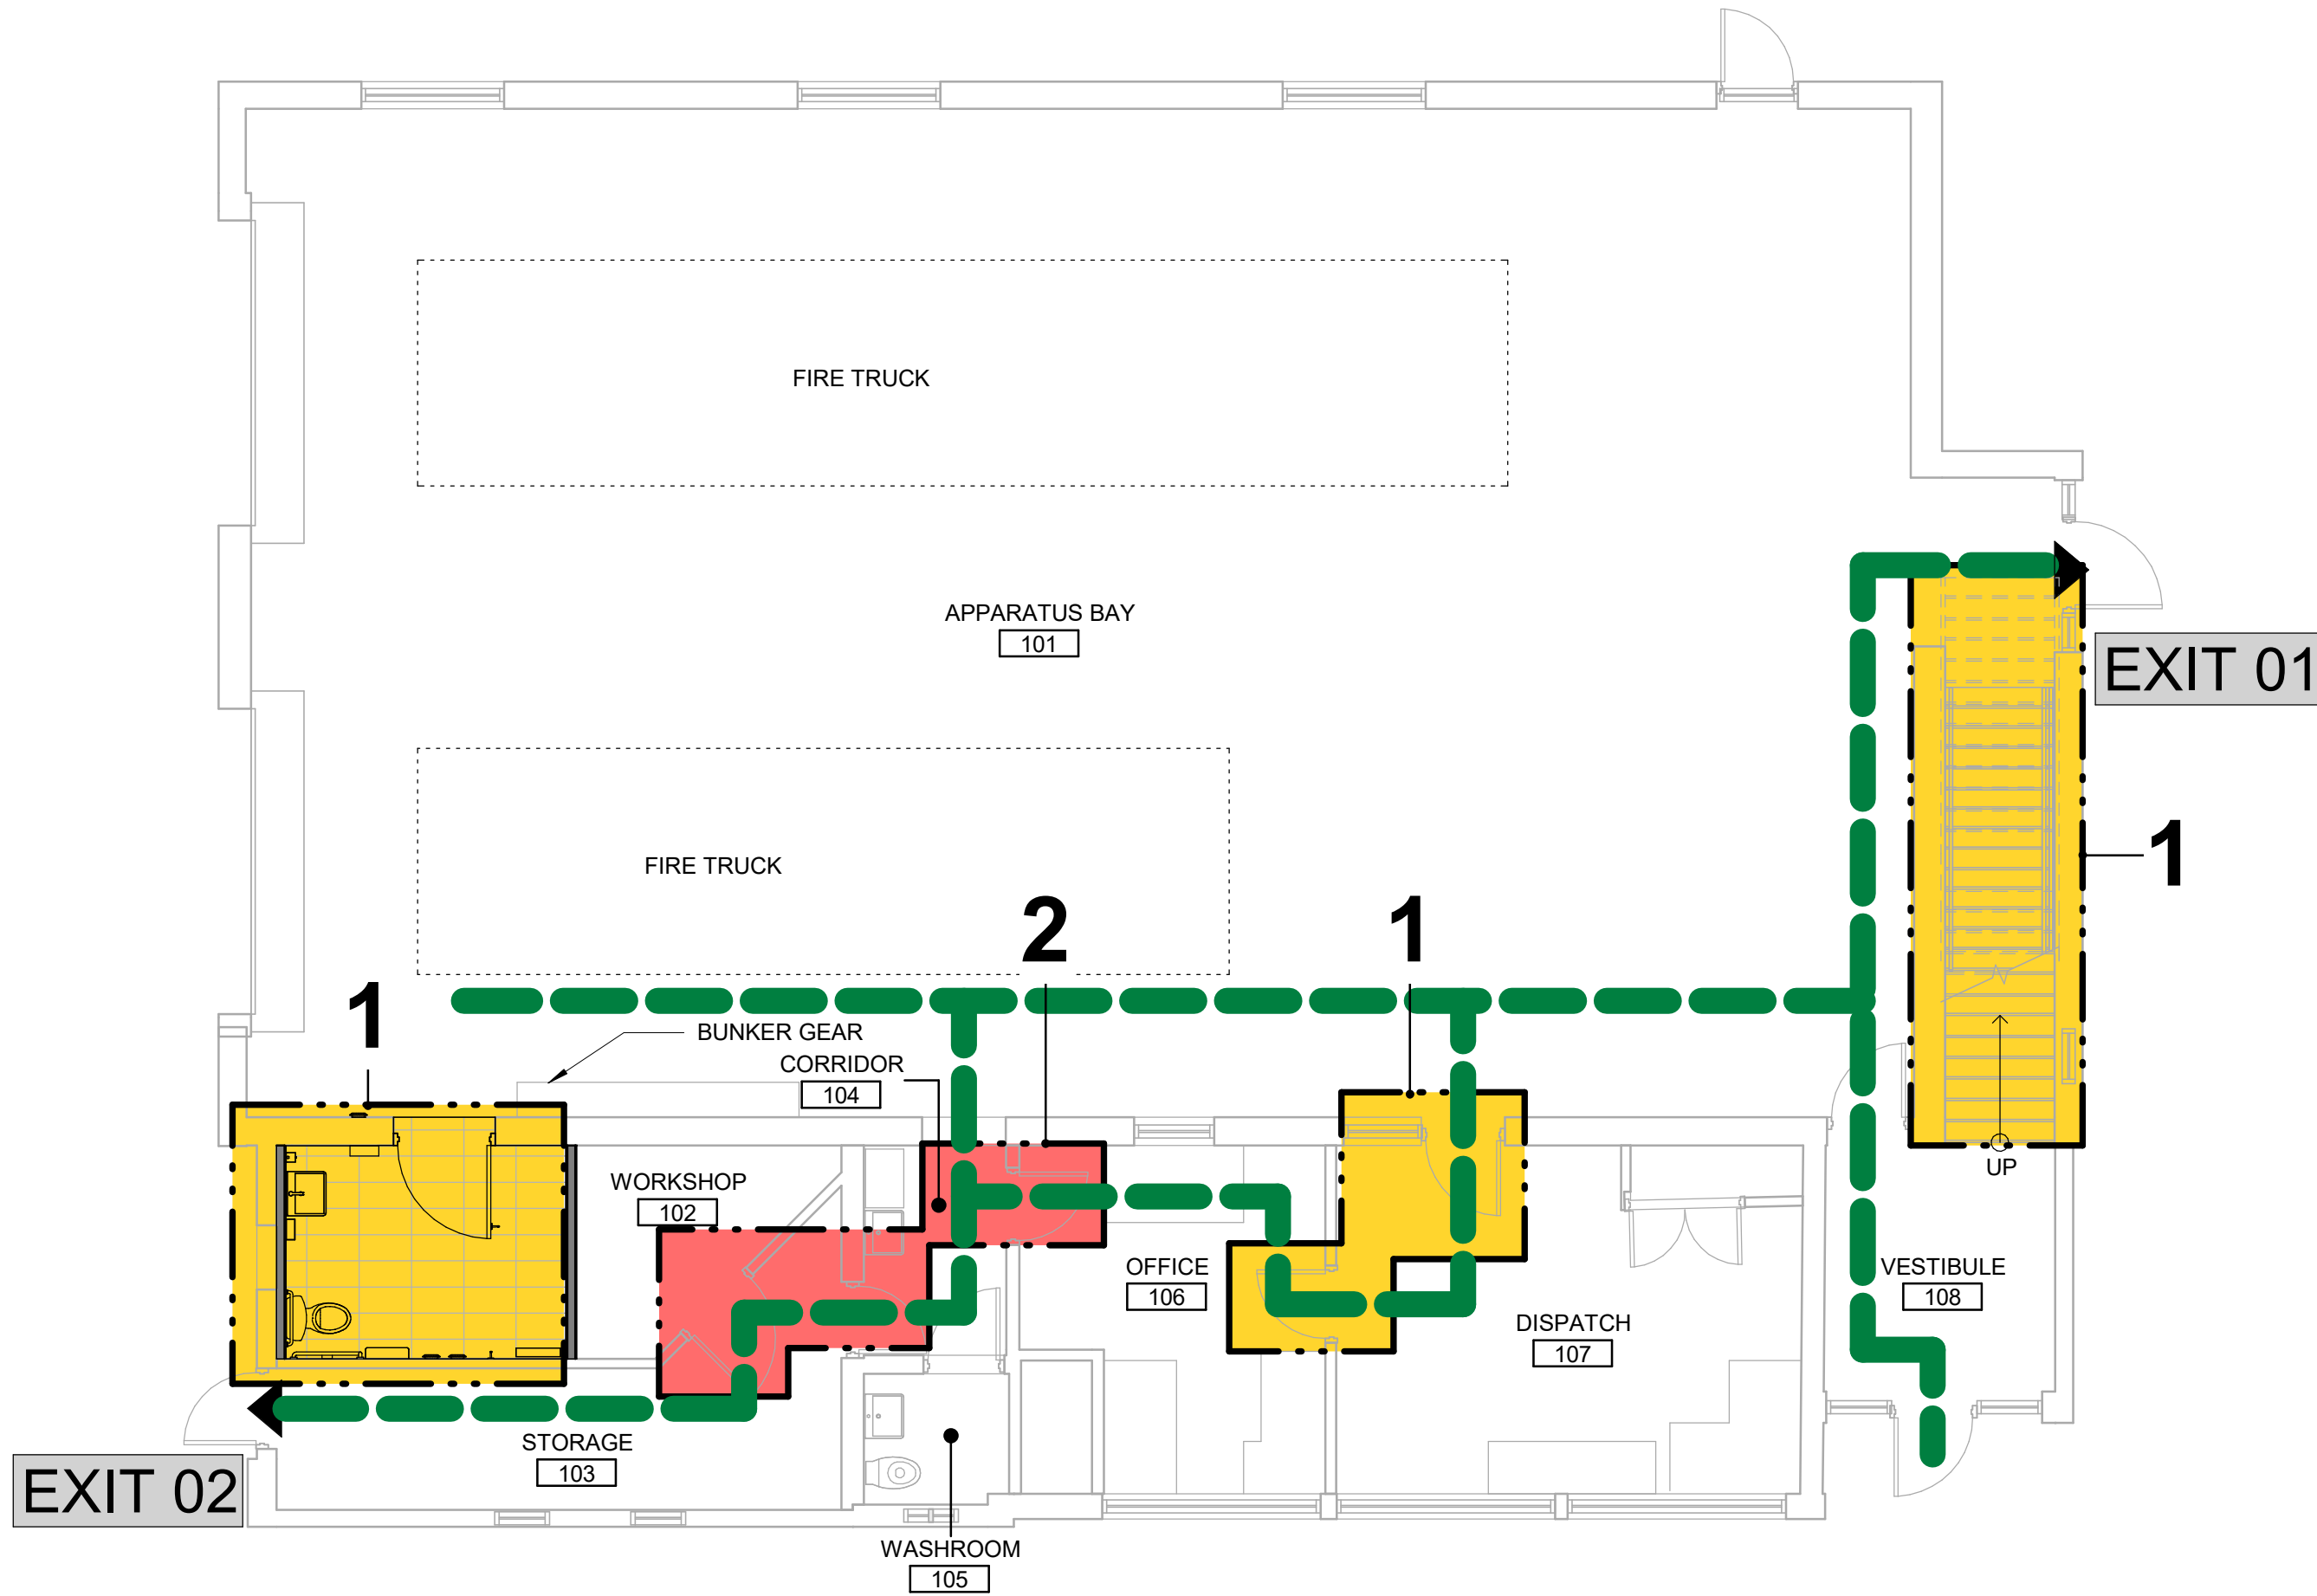 FIRE TRUCK
APPARATUS BAY
101
EXIT 01
1
FIRE TRUCK
2
1
1
BUNKER GEAR
CORRIDOR
104
UP
WORKSHOP
102
OFFICE
106
VESTIBULE
108
DISPATCH
107
STORAGE
103
EXIT 02
WASHROOM
105